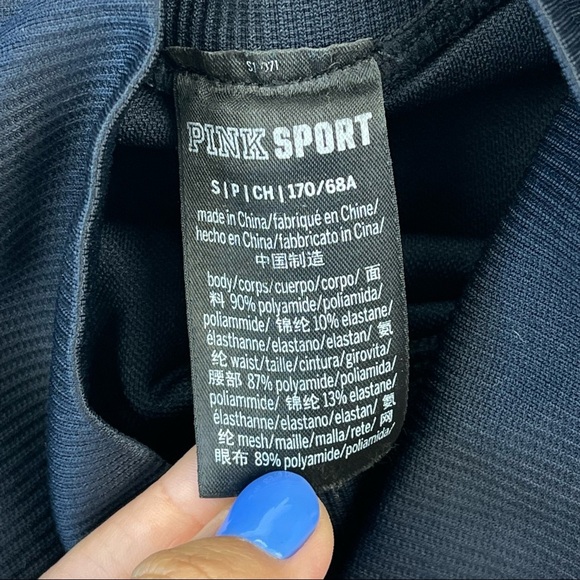 PINK SPORT
S|P|CH|170/68A
made in China/fabriqué en Chine/
hecho en China/fabbricato in Cina/
中国制造
body/corps/cuerpo/corpo/ 面
料 90% polyamide/poliamida/
poliammide/ 锦纶 10% elastane/
élasthanne/elastano/elastan/ 氨
纶 waist/taille/cintura/girovita/
腰部 87% polyamide/poliamida/
poliammide/ 锦纶 13% elastane/
élasthanne/elastano/elastan/ 氨
纶 mesh/maille/malla/rete/ 网
眼布 89% polyamide/poliamida/